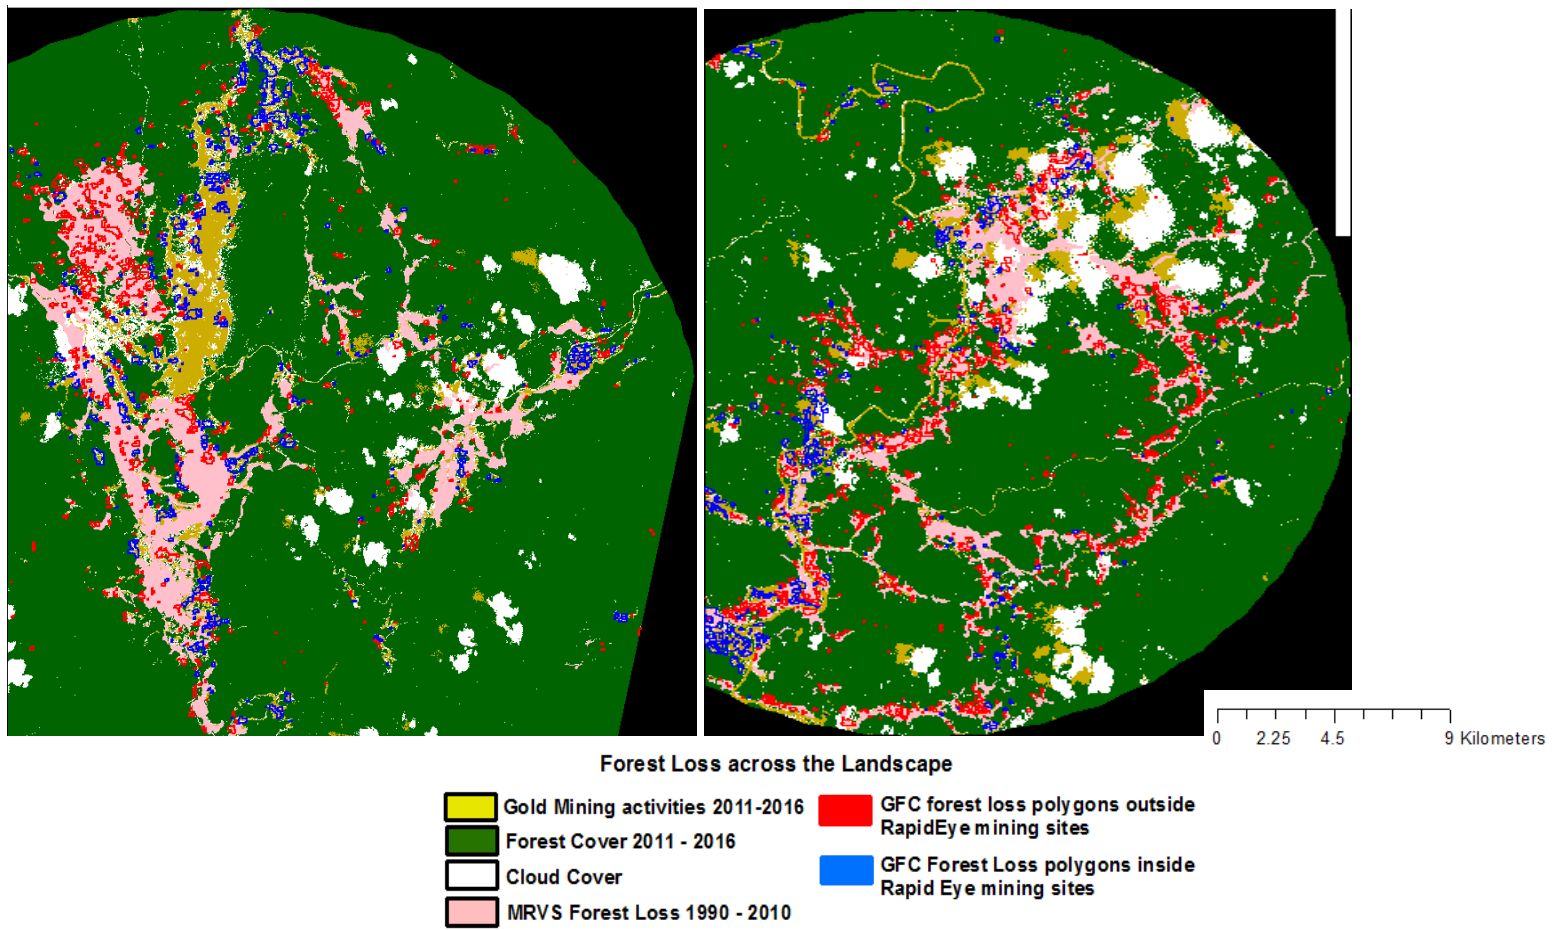 0 2.25 4.5 9 Kilometers
Forest Loss across the Landscape
Gold Mining activities 2011-2016
Forest Cover 2011 - 2016
Cloud Cover
MRVS Forest Loss 1990 - 2010
GFC forest loss polygons outside
RapidEye mining sites
GFC Forest Loss polygons inside
Rapid Eye mining sites